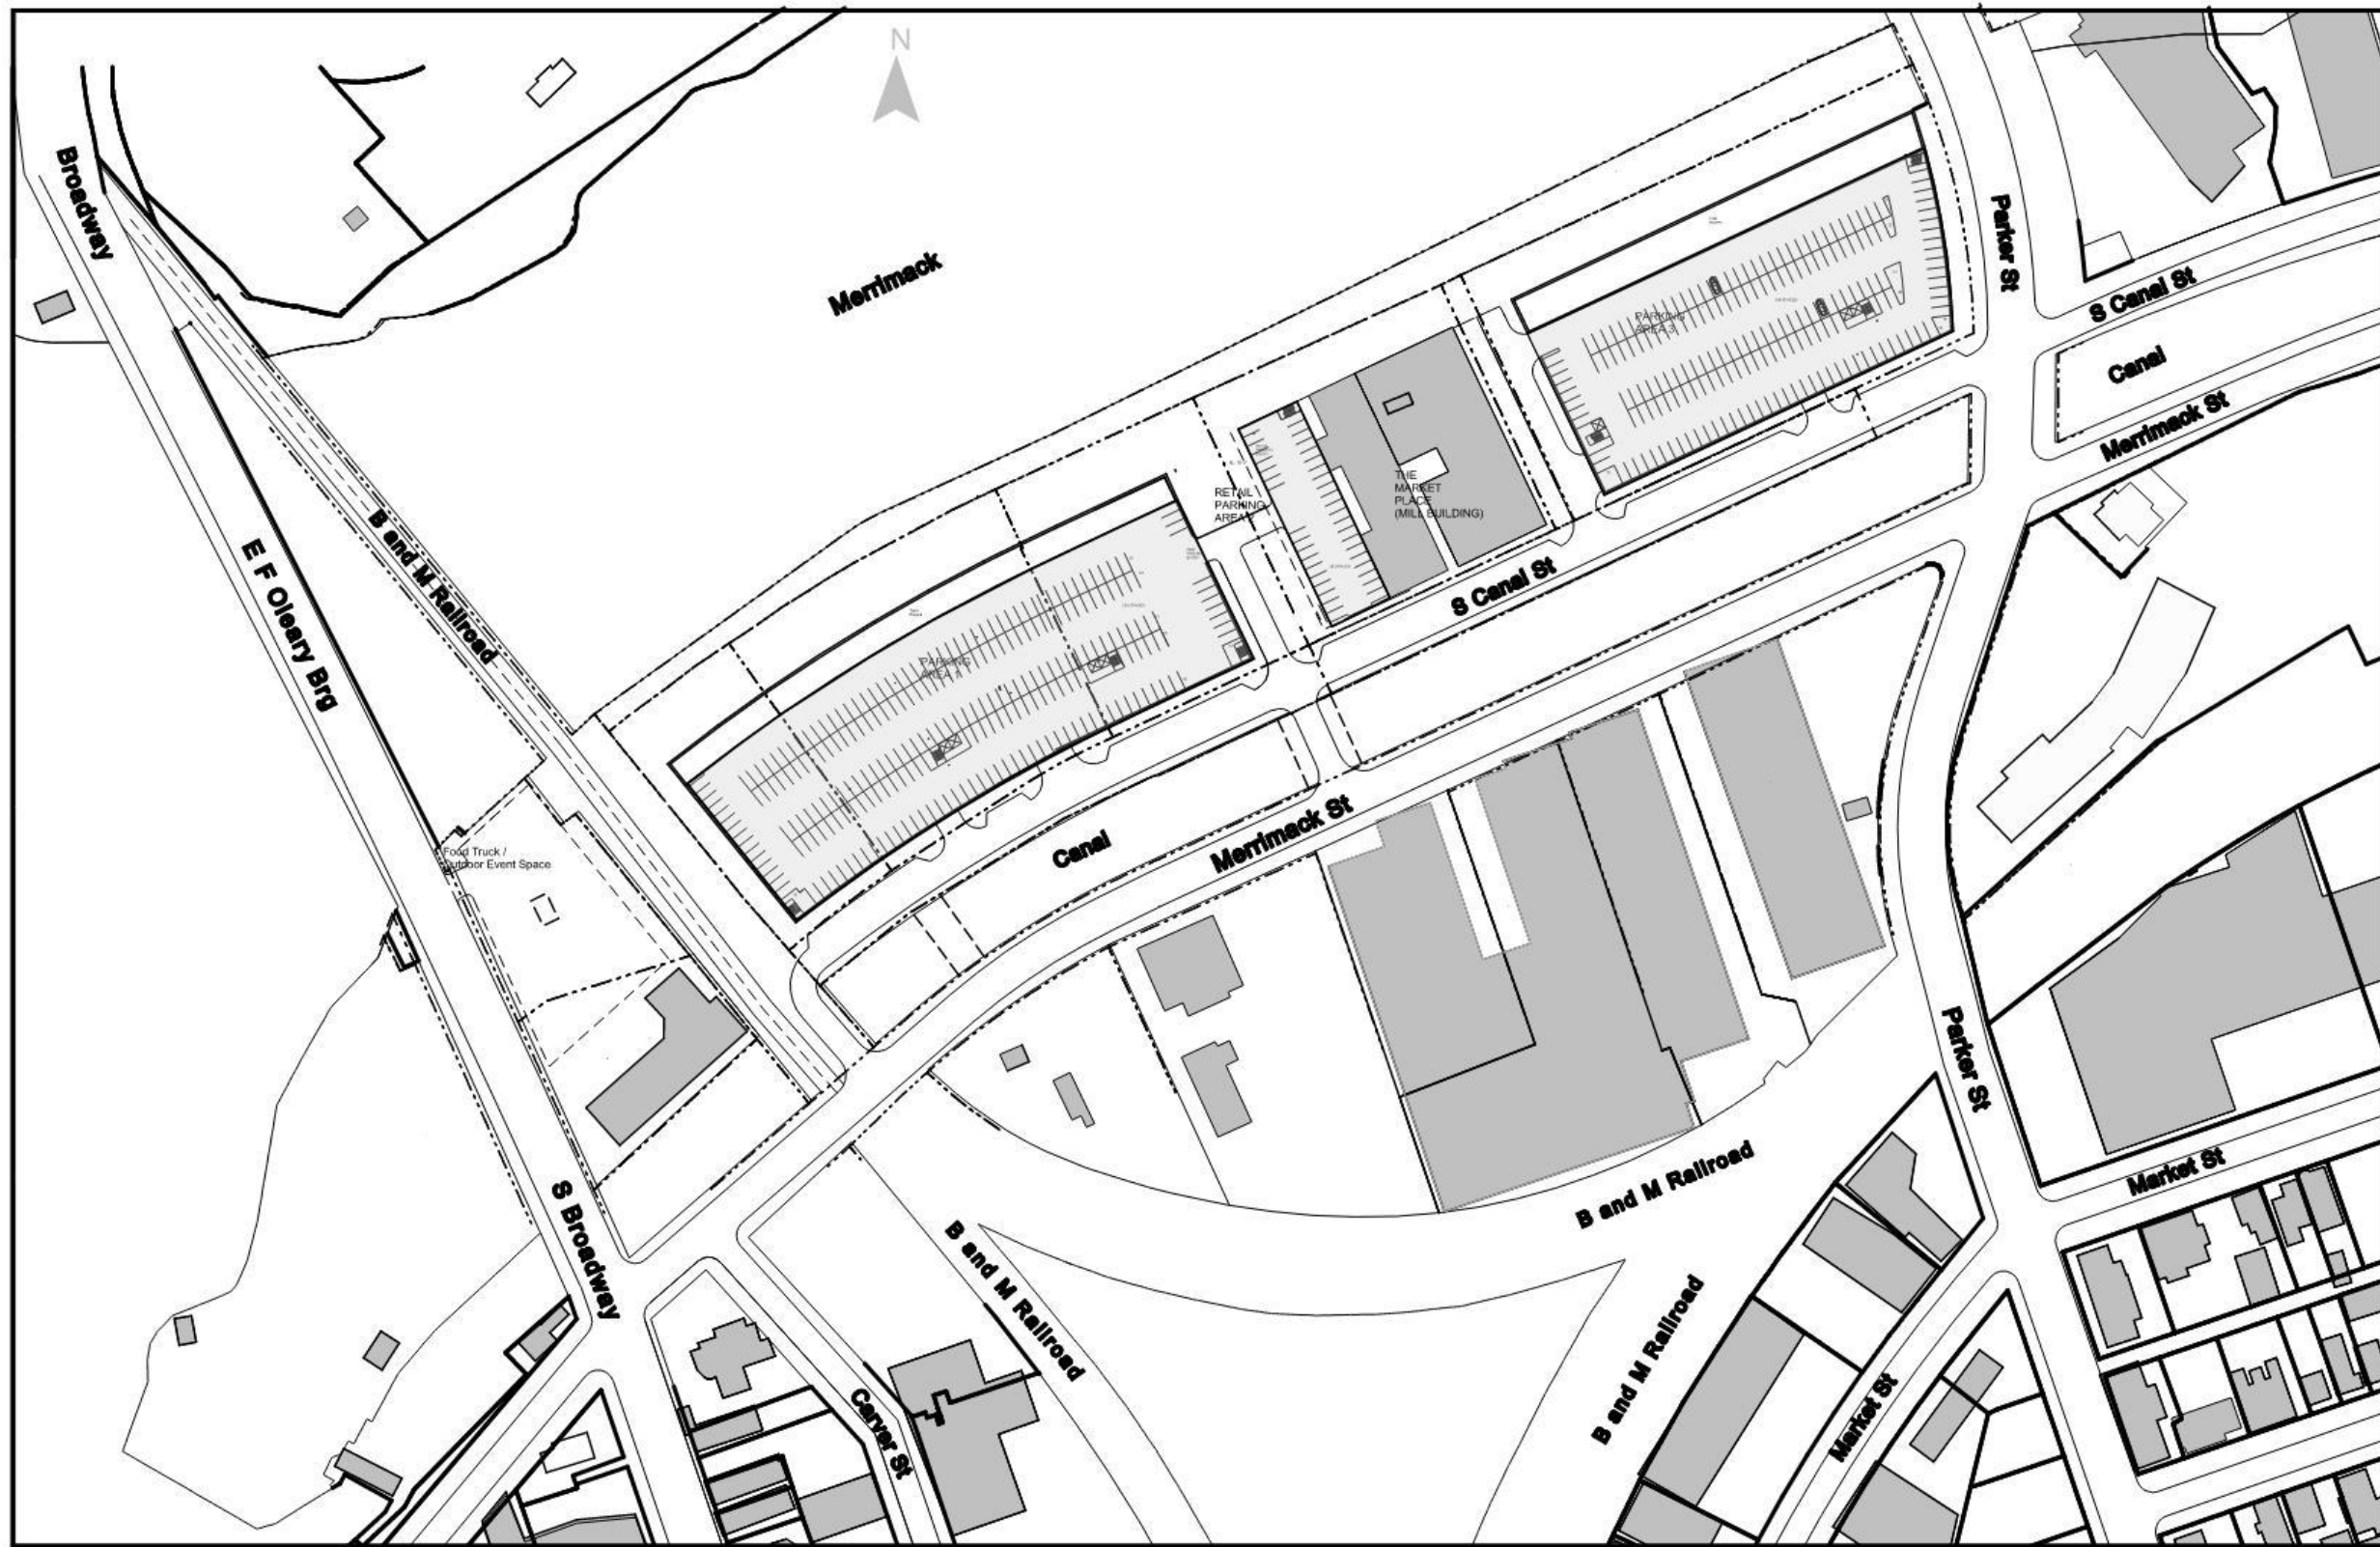 N
Broadway
Merrimack
Parker St
S Canal St
Canal
Merrimack St
PARKING
AREA 3
THE
MARKET
PLACE
(MILL BUILDING)
RETAIL
PARKING
AREA 2
S Canal St
B and M Railroad
E F Oleary Brg
PARKING
AREA 1
Canal
Merrimack St
Food Truck /
Outdoor Event Space
Parker St
Market St
B and M Railroad
S Broadway
B and M Railroad
B and M Railroad
Carver St
Market St